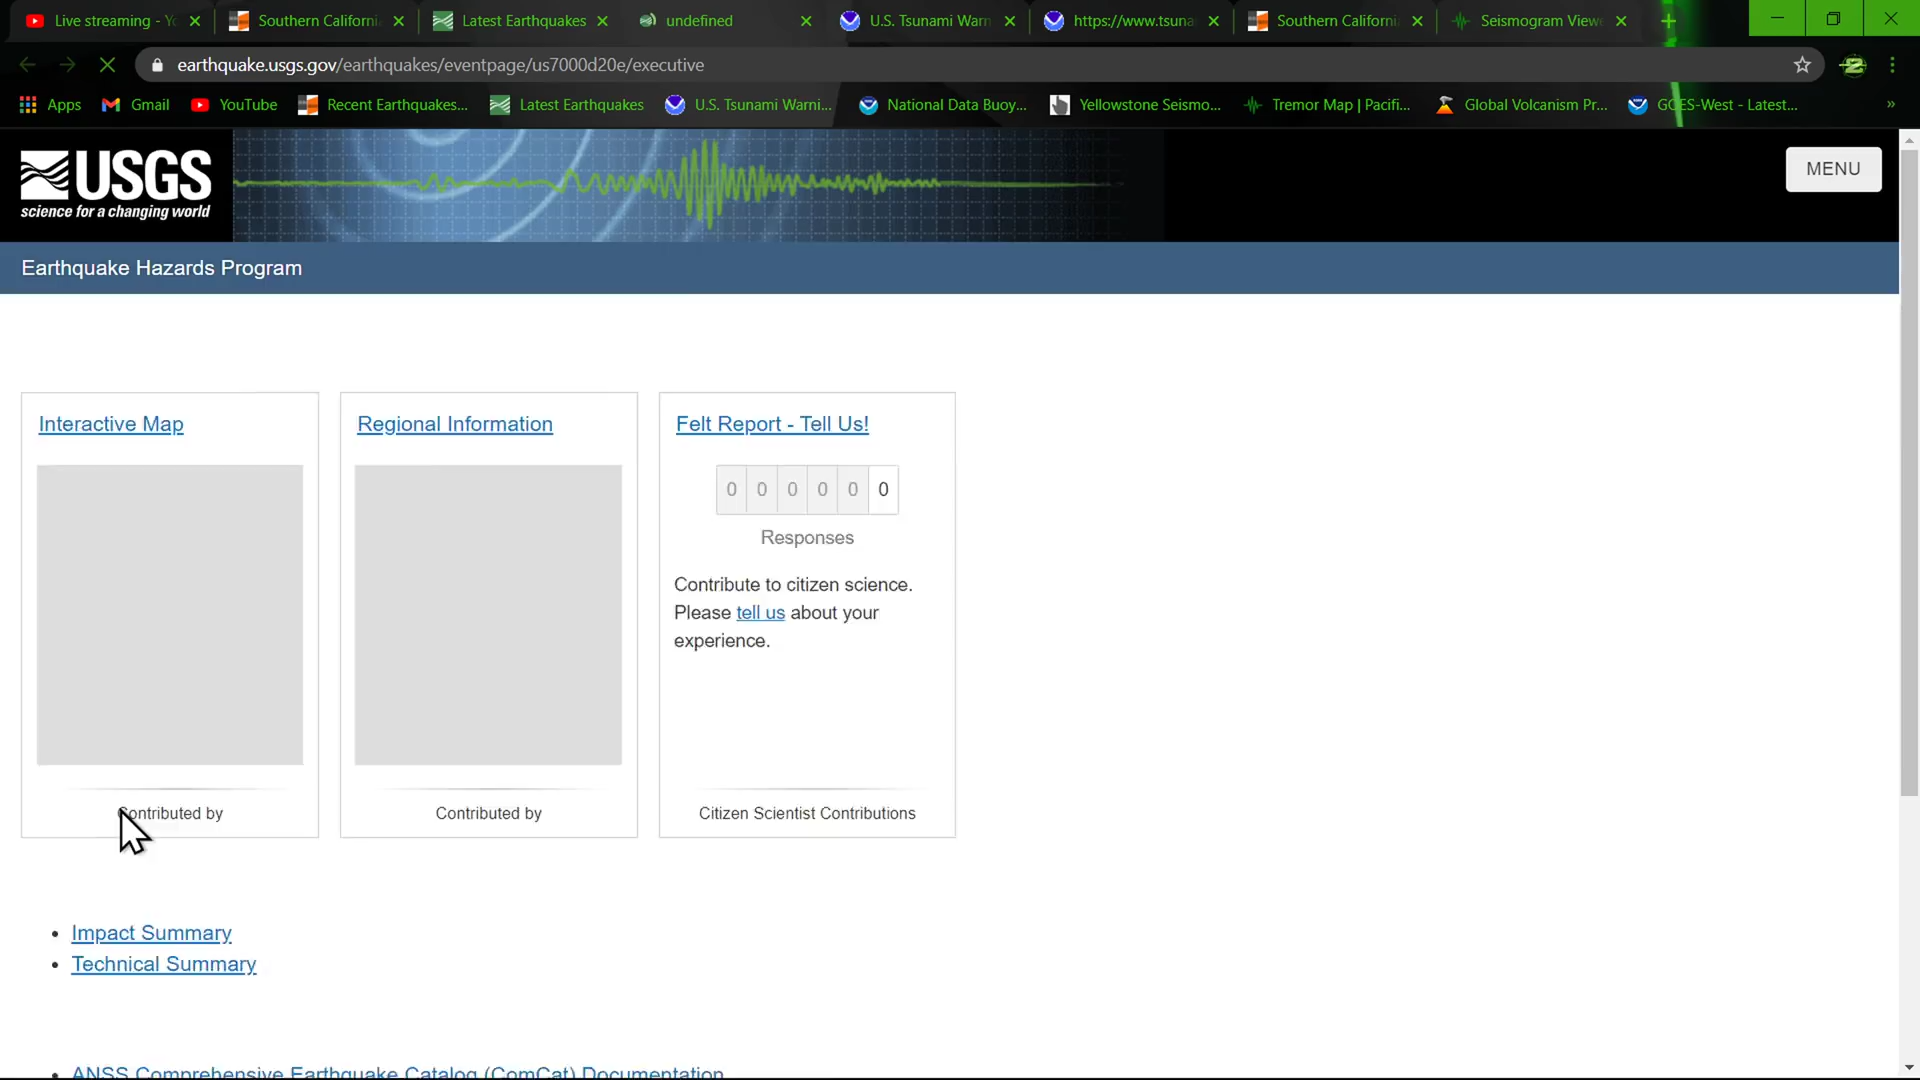 Live streaming - Yo
Southern Californi
Latest Earthquakes
undefined
U.S. Tsunami Warn
https://www.tsuna
Southern Californi
Seismogram View
earthquake.usgs.gov/earthquakes/eventpage/us7000d20e/executive
Apps
Gmail
YouTube
Recent Earthquakes...
Latest Earthquakes
U.S. Tsunami Warni...
National Data Buoy...
Yellowstone Seismo...
Tremor Map | Pacifi...
Global Volcanism Pr...
GOES-West - Latest...
»
USGS
science for a changing world
MENU
Earthquake Hazards Program
Interactive Map
Contributed by
Regional Information
Contributed by
Felt Report - Tell Us!
0 0 0 0 0 0
Responses
Contribute to citizen science.
Please tell us about your
experience.
Citizen Scientist Contributions
Impact Summary
Technical Summary
ANSS Comprehensive Earthquake Catalog (ComCat) Documentation